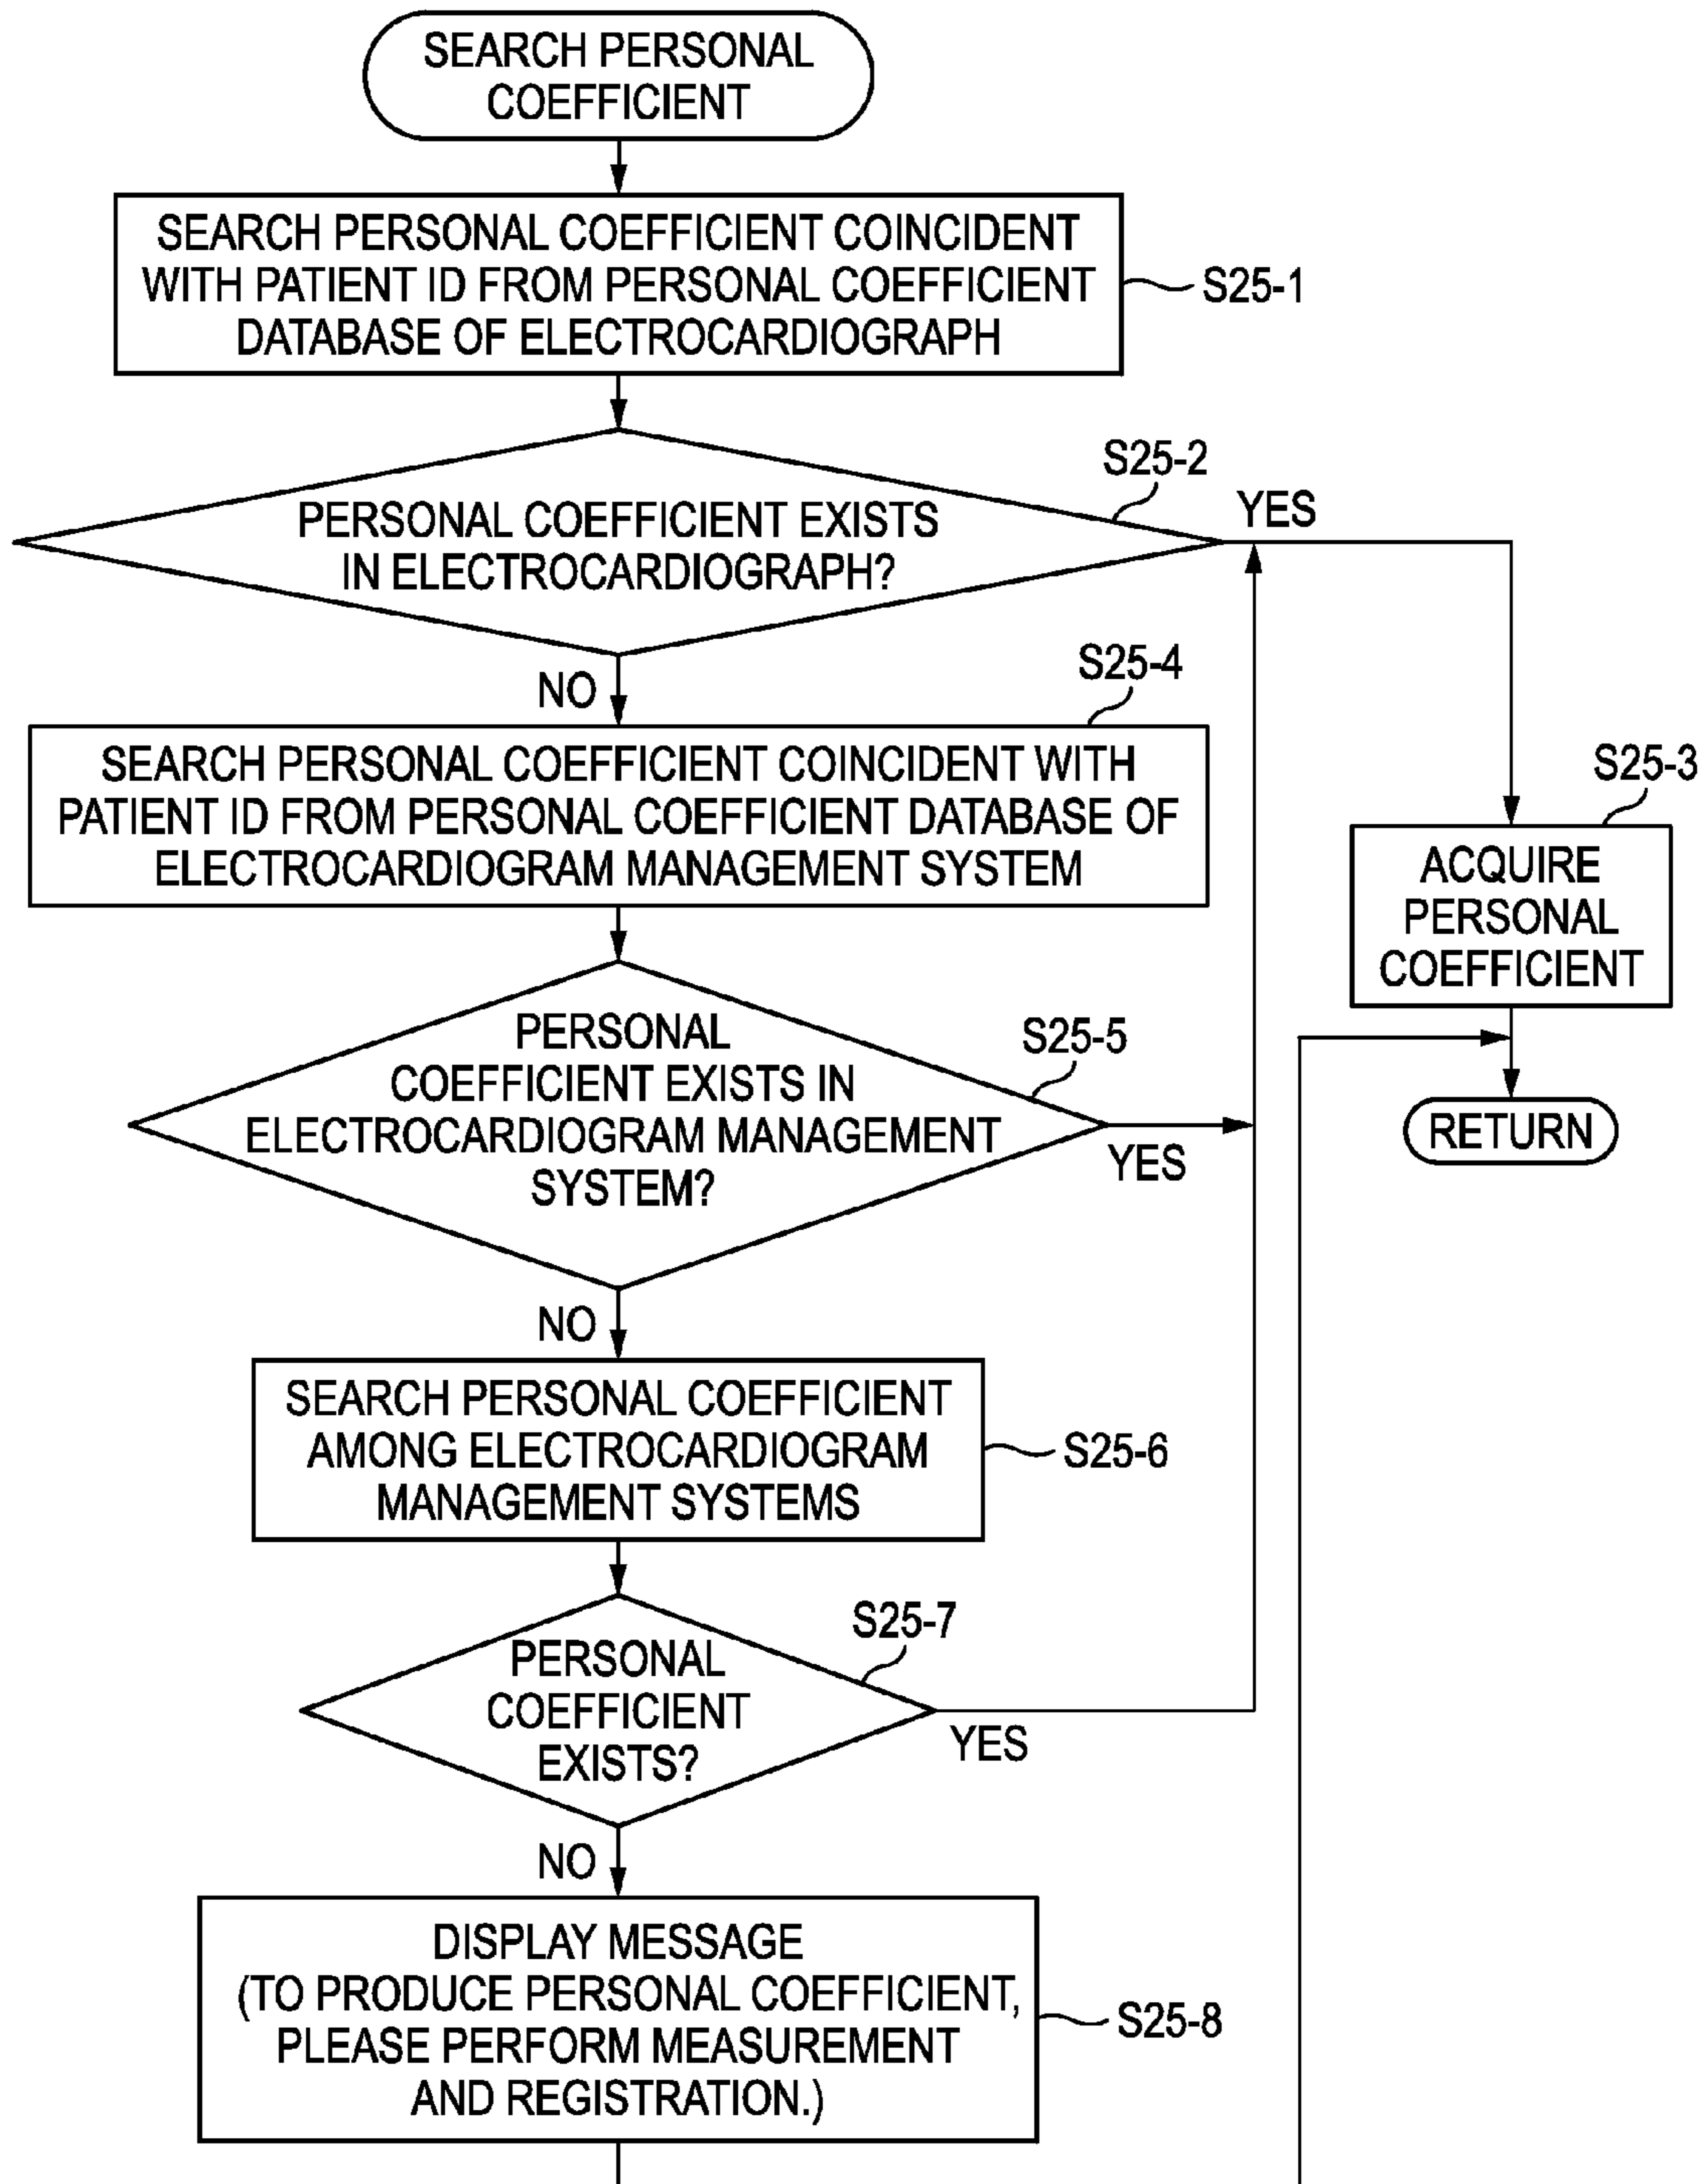 SEARCH PERSONAL
COEFFICIENT
SEARCH PERSONAL COEFFICIENT COINCIDENT
WITH PATIENT ID FROM PERSONAL COEFFICIENT
DATABASE OF ELECTROCARDIOGRAPH
S25-1
S25-2
PERSONAL COEFFICIENT EXISTS
IN ELECTROCARDIOGRAPH?
YES
NO
S25-4
SEARCH PERSONAL COEFFICIENT COINCIDENT WITH
PATIENT ID FROM PERSONAL COEFFICIENT DATABASE OF
ELECTROCARDIOGRAM MANAGEMENT SYSTEM
S25-3
ACQUIRE
PERSONAL
COEFFICIENT
PERSONAL
COEFFICIENT EXISTS IN
ELECTROCARDIOGRAM MANAGEMENT
SYSTEM?
S25-5
YES
RETURN
NO
SEARCH PERSONAL COEFFICIENT
AMONG ELECTROCARDIOGRAM
MANAGEMENT SYSTEMS
S25-6
S25-7
PERSONAL
COEFFICIENT
EXISTS?
YES
NO
DISPLAY MESSAGE
(TO PRODUCE PERSONAL COEFFICIENT,
PLEASE PERFORM MEASUREMENT
AND REGISTRATION.)
S25-8